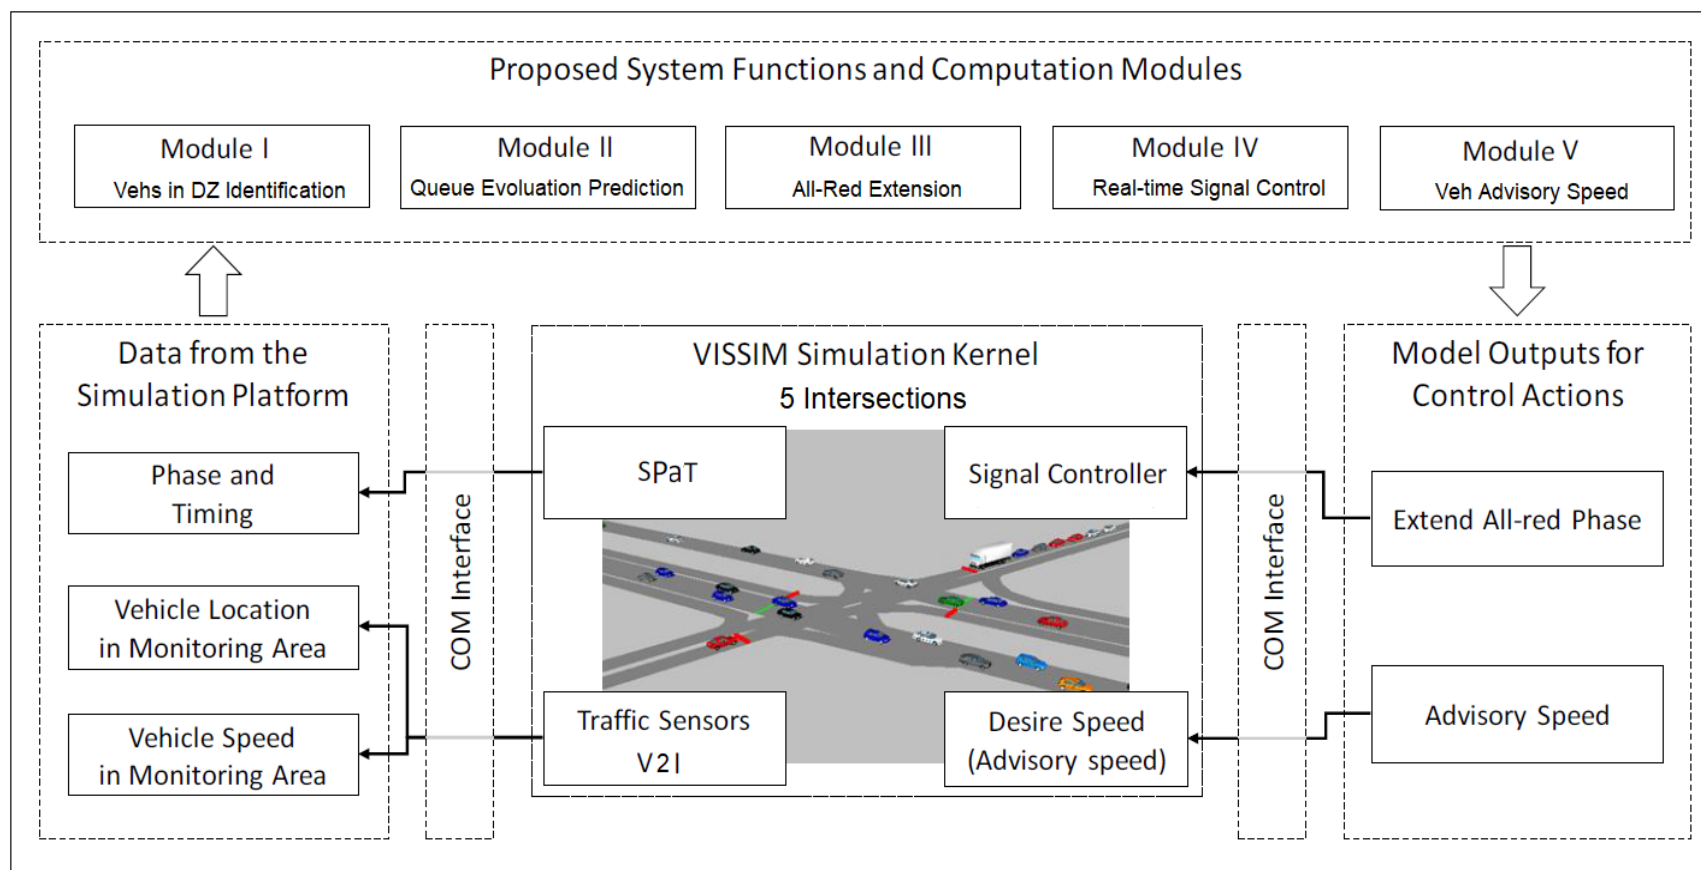 Proposed System Functions and Computation Modules
Module I
Vehs in DZ Identification
Module II
Queue Evoluation Prediction
Module III
All-Red Extension
Module IV
Real-time Signal Control
Module V
Veh Advisory Speed
Data from the
Simulation Platform
Phase and
Timing
Vehicle Location
in Monitoring Area
Vehicle Speed
in Monitoring Area
COM Interface
VISSIM Simulation Kernel
5 Intersections
SPaT
Signal Controller
Traffic Sensors
V2I
Desire Speed
(Advisory speed)
COM Interface
Model Outputs for
Control Actions
Extend All-red Phase
Advisory Speed